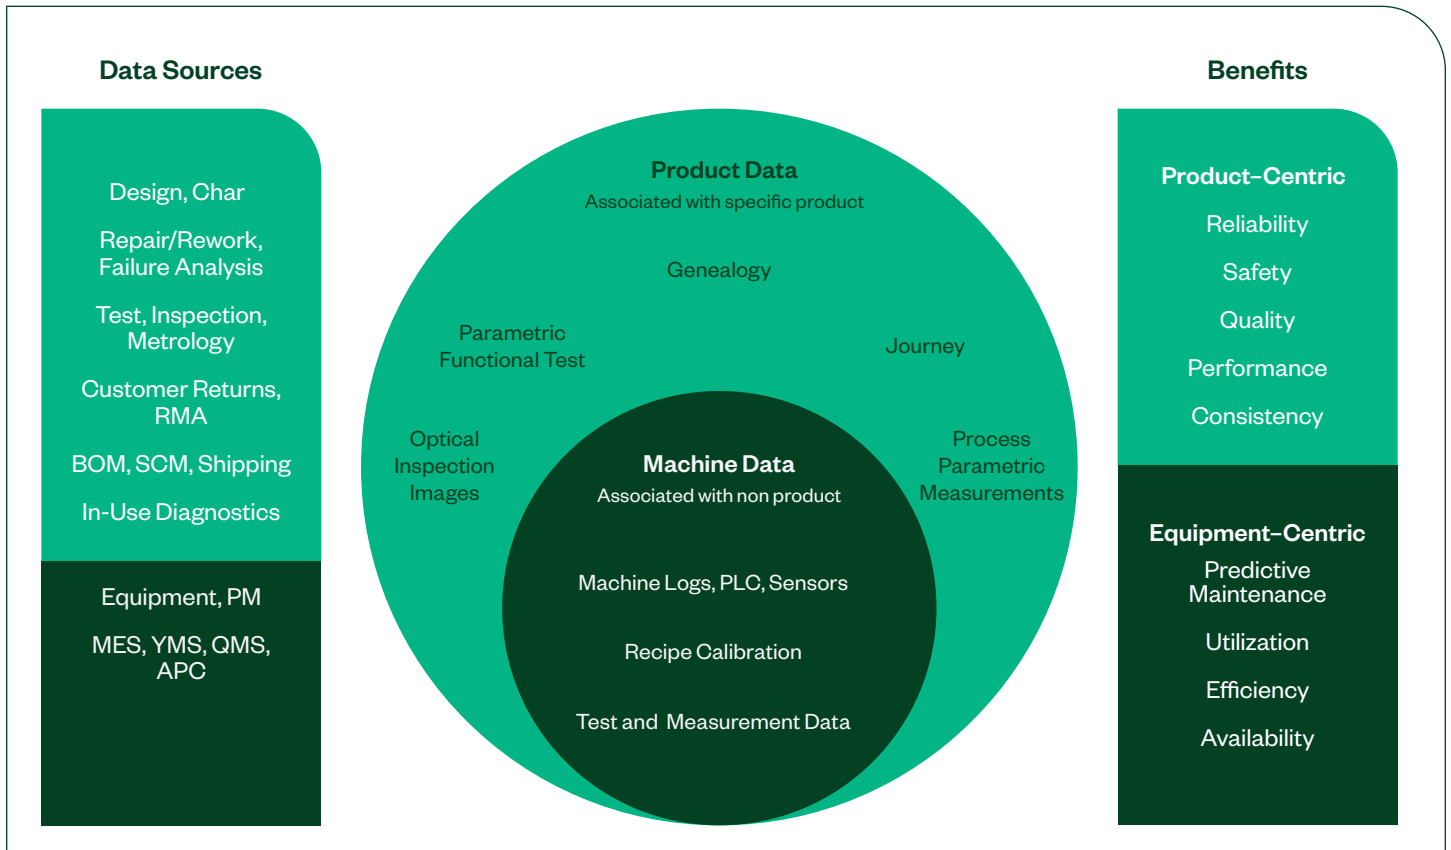 Data Sources
Design, Char
Repair/Rework,
Failure Analysis
Test, Inspection,
Metrology
Customer Returns,
RMA
BOM, SCM, Shipping
In-Use Diagnostics
Equipment, PM
MES, YMS, QMS,
APC
Product Data
Associated with specific product
Genealogy
Parametric
Functional Test
Journey
Optical
Inspection
Images
Process
Parametric
Measurements
Machine Data
Associated with non product
Machine Logs, PLC, Sensors
Recipe Calibration
Test and Measurement Data
Benefits
Product-Centric
Reliability
Safety
Quality
Performance
Consistency
Equipment-Centric
Predictive
Maintenance
Utilization
Efficiency
Availability